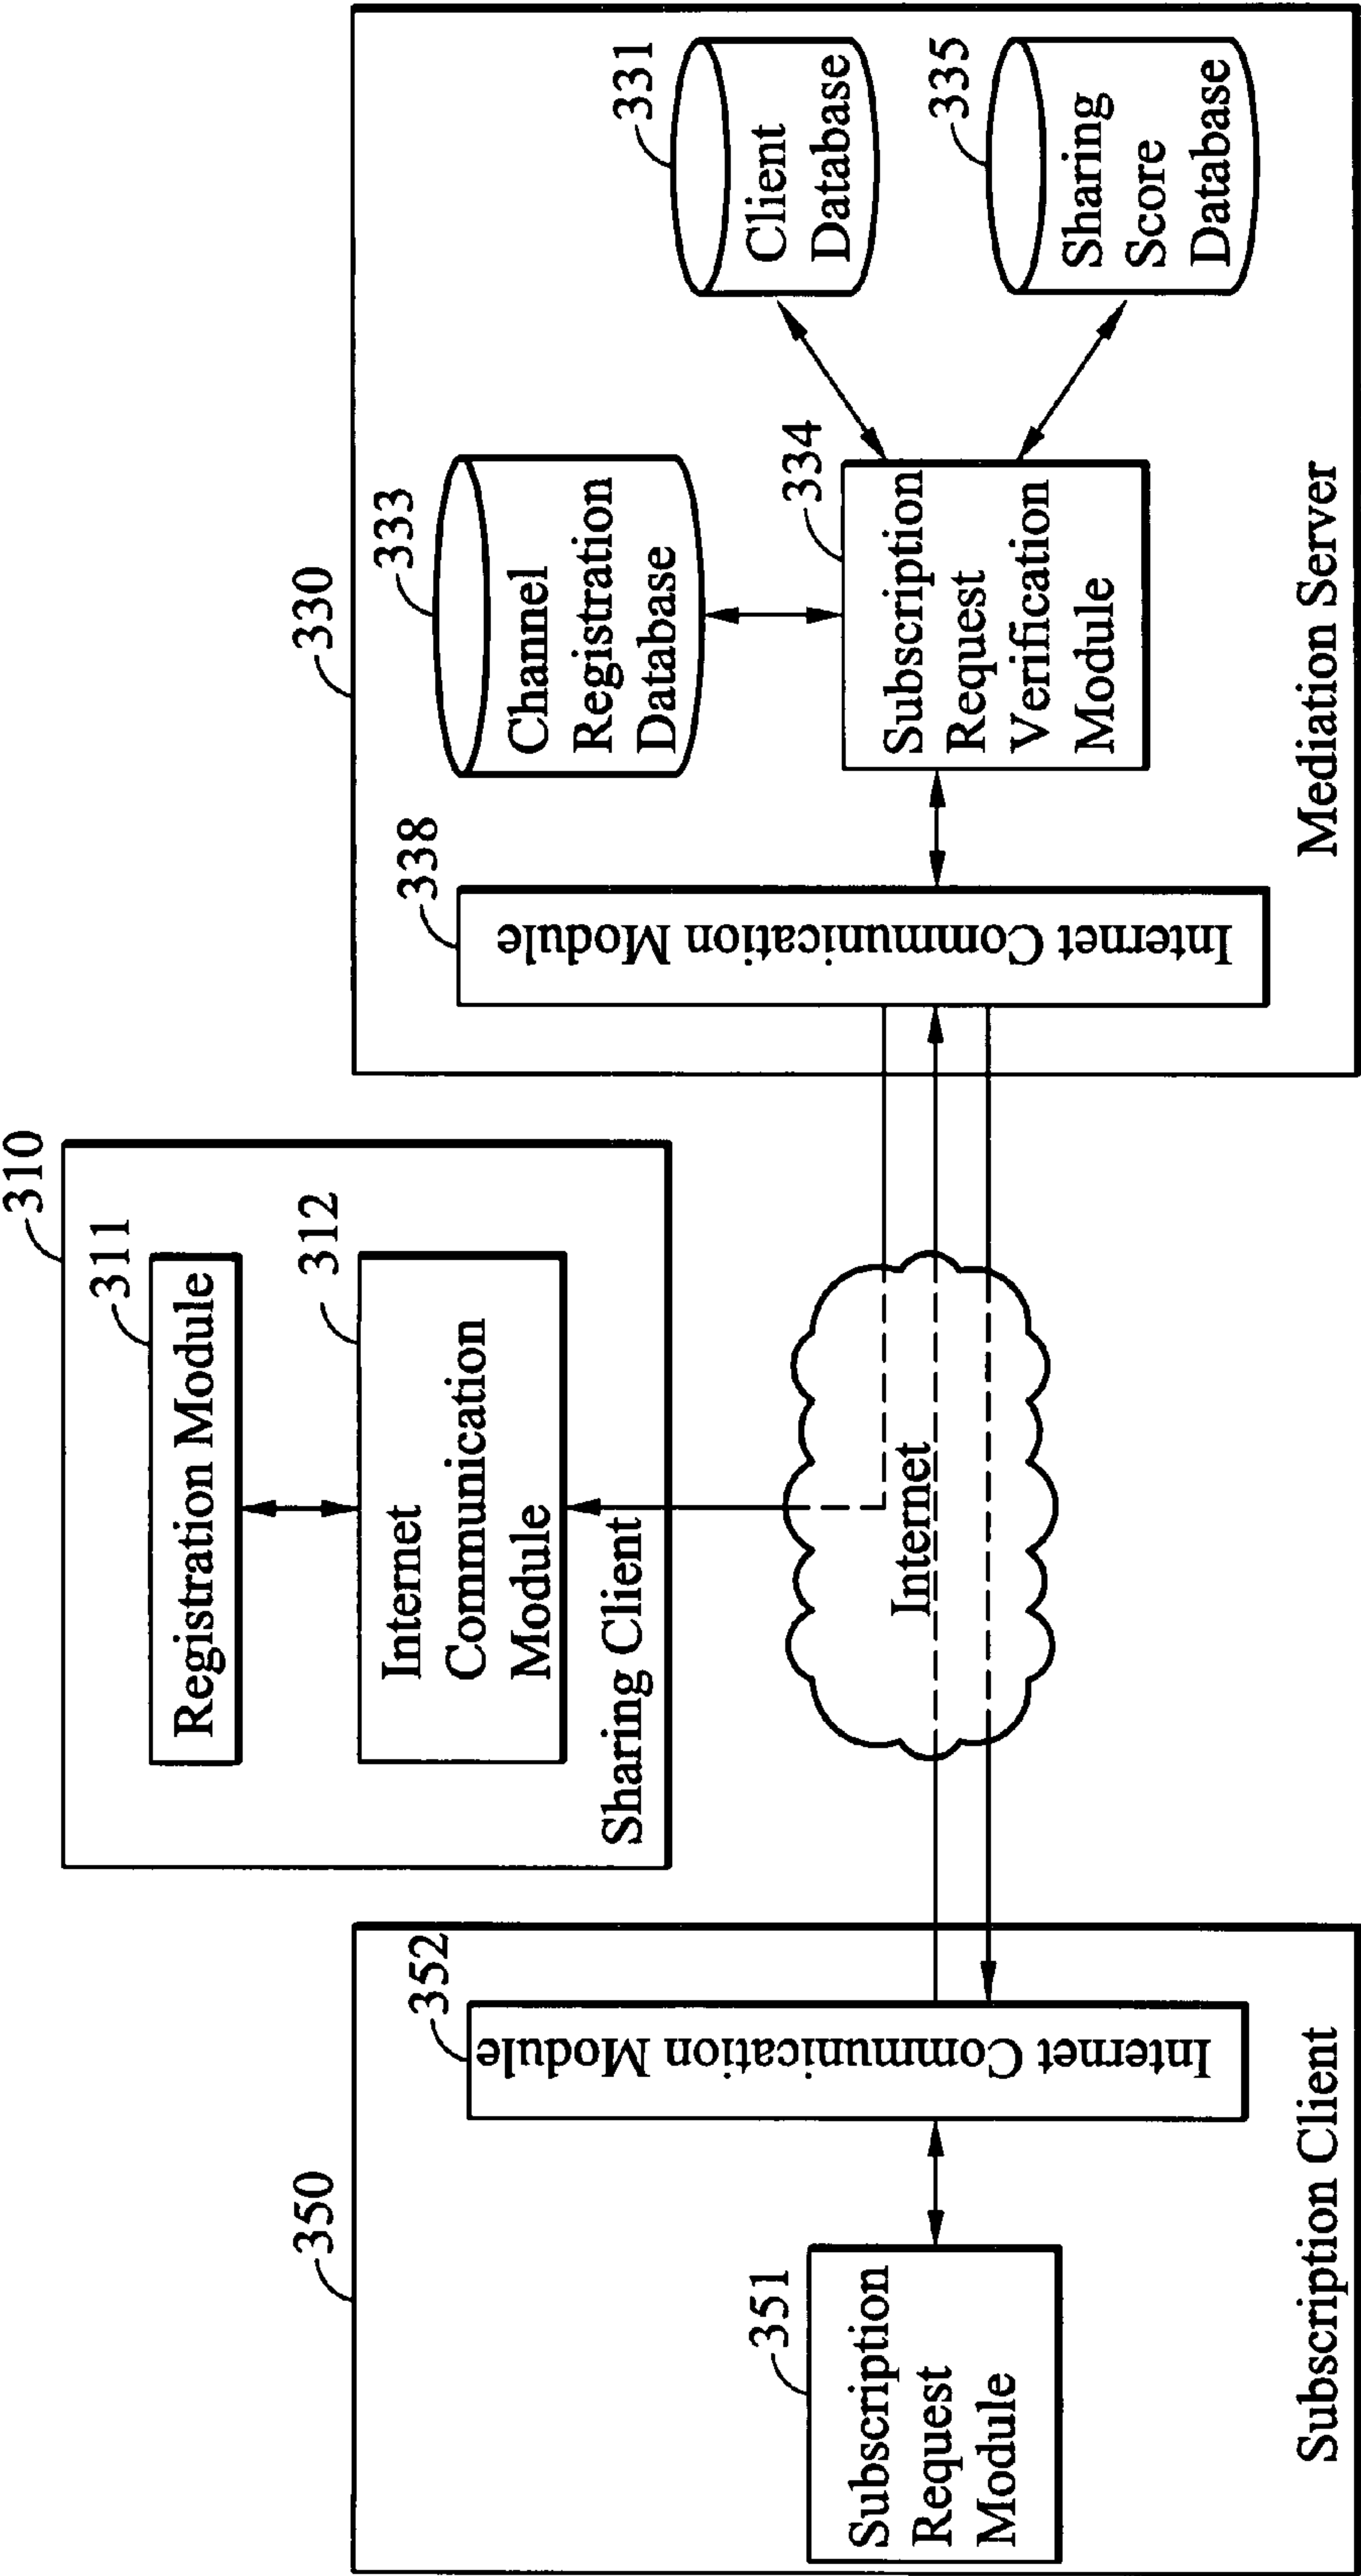 310
311
Registration Module
312
Internet
Communication
Module
Sharing Client
350
351
Subscription
Request
Module
352
Internet Communication Module
Subscription Client
Internet
330
338
Internet Communication Module
333
Channel
Registration
Database
334
Subscription
Request
Verification
Module
331
Client
Database
335
Sharing
Score
Database
Mediation Server